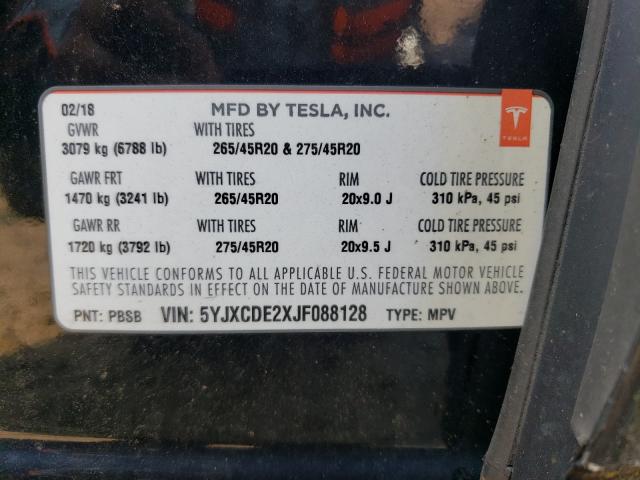 02/18 MFD BY TESLA, INC.
GVWR WITH TIRES
3079 kg (6788 lb) 265/45R20 & 275/45R20
TESLA
GAWR FRT WITH TIRES RIM COLD TIRE PRESSURE
1470 kg (3241 lb) 265/45R20 20x9.0 J 310 kPa, 45 psi
GAWR RR WITH TIRES RIM COLD TIRE PRESSURE
1720 kg (3792 lb) 275/45R20 20x9.5 J 310 kPa, 45 psi
THIS VEHICLE CONFORMS TO ALL APPLICABLE U.S. FEDERAL MOTOR VEHICLE
SAFETY STANDARDS IN EFFECT ON THE DATE OF MANUFACTURE SHOWN ABOVE.
PNT: PBSB VIN: 5YJXCDE2XJF088128 TYPE: MPV